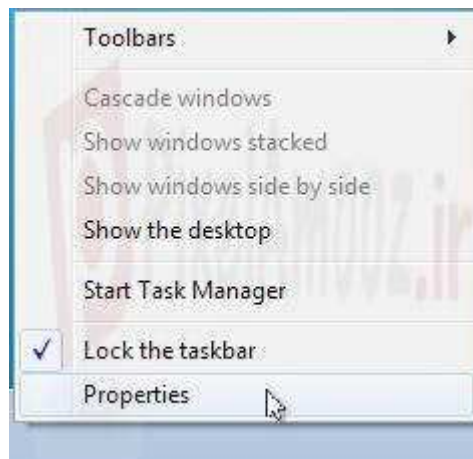 Toolbars
Cascade windows
Show windows stacked
Show windows side by side
Show the desktop
Start Task Manager
Lock the taskbar
Properties